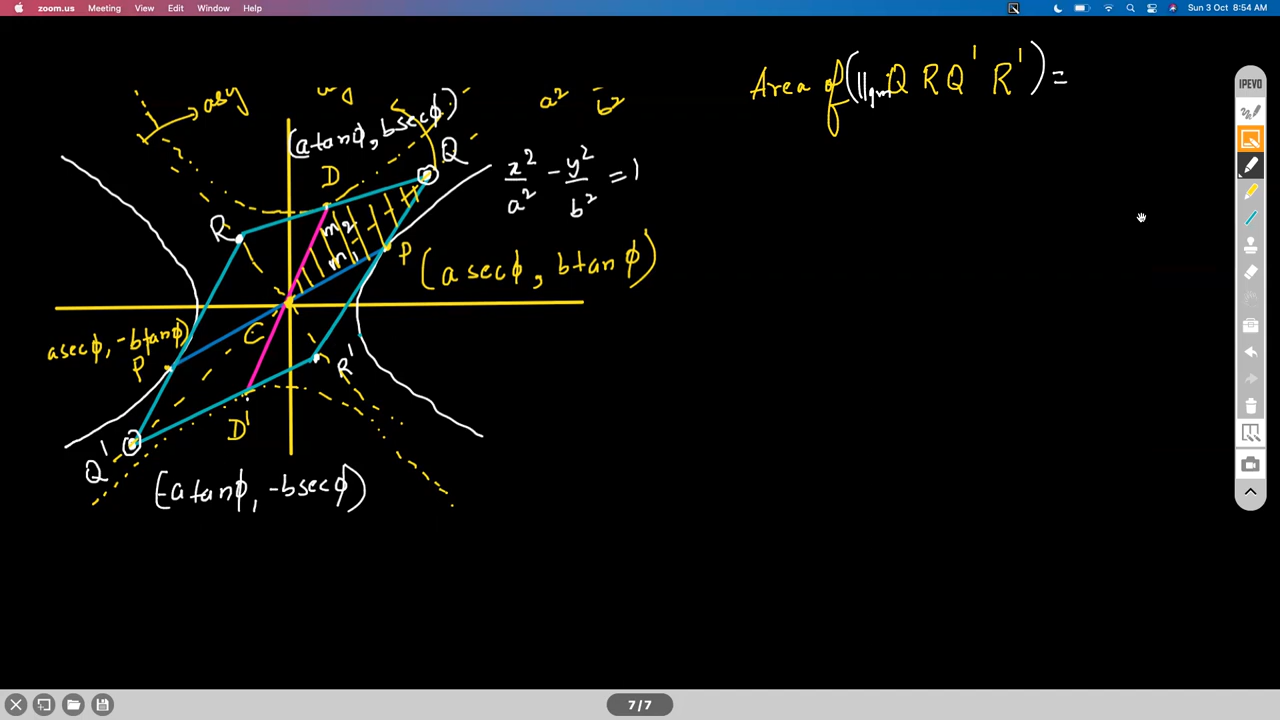 zoom.us Meeting View Edit Window Help Sun 3 Oct 8:54 AM
IPEVO
Area of (||gm Q R Q' R') =
asy
a² b²
(a tanϕ, b secϕ)
D
Q
x²/a² - y²/b² = 1
R
m₂
m₁
P
(a secϕ, b tanϕ)
C
a secϕ, -b tanϕ)
P
R'
D'
Q'
(-a tanϕ, -b secϕ)
7/7